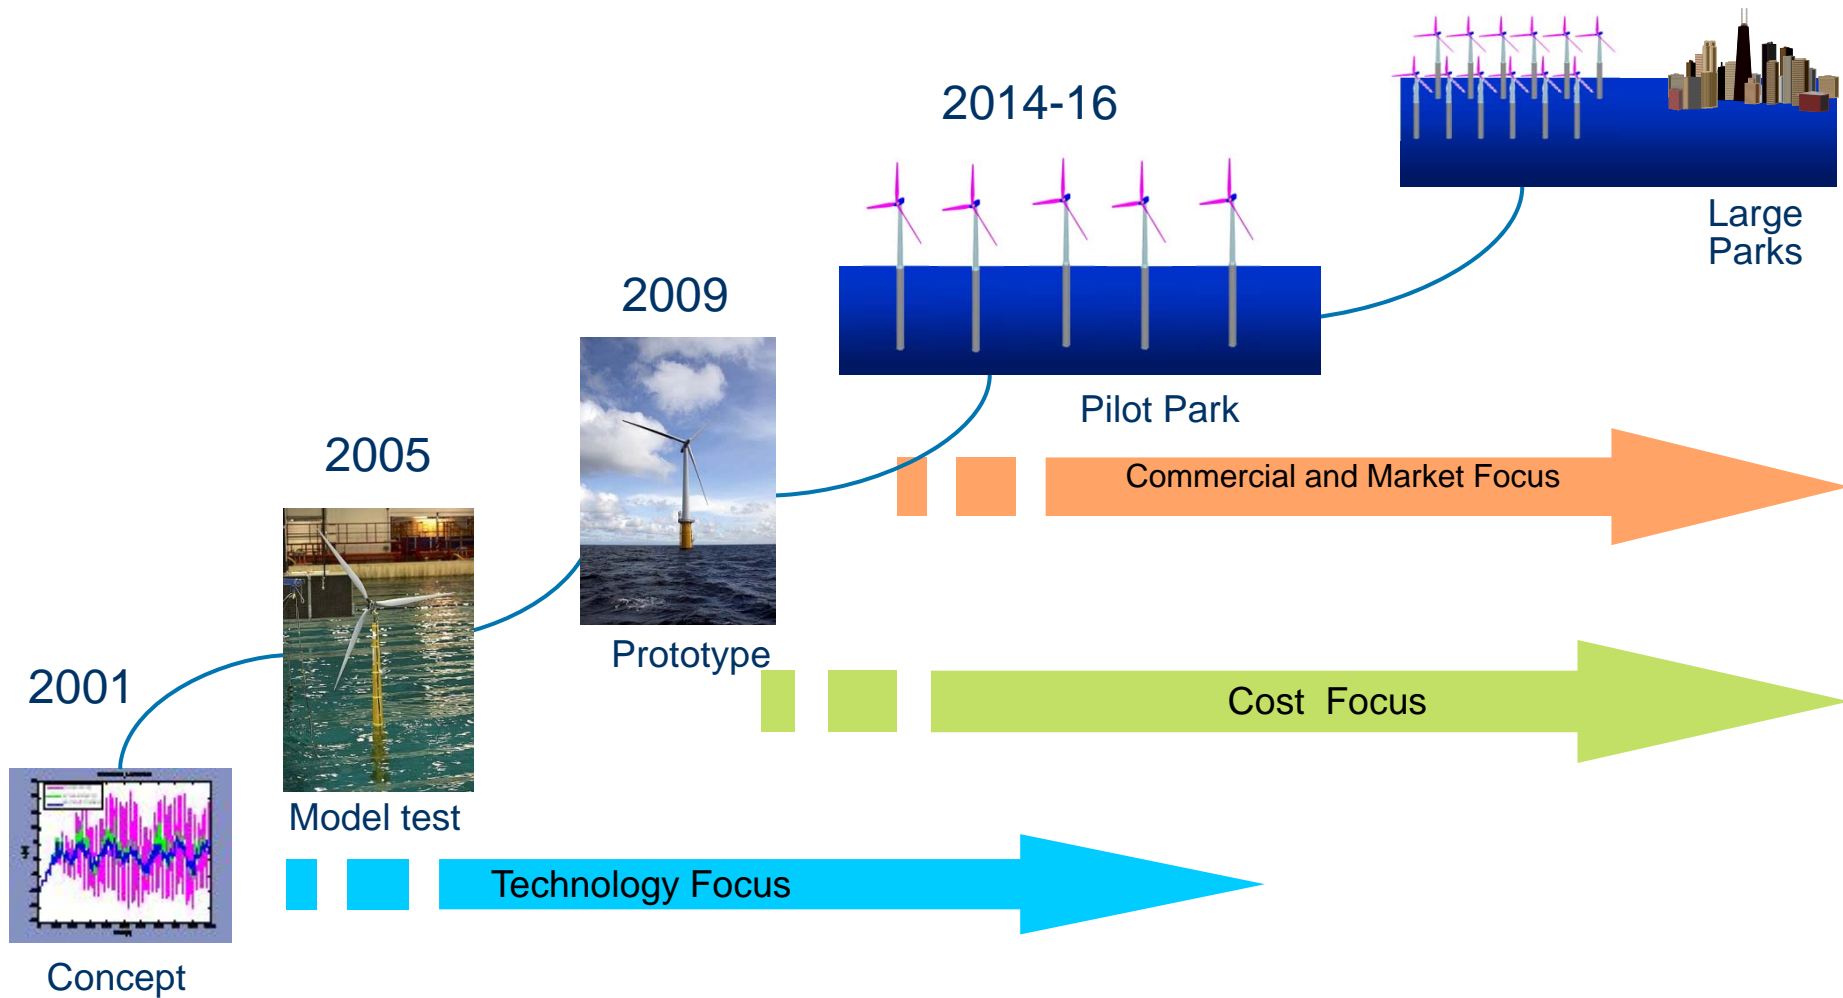 2001
Concept
2005
Model test
2009
Prototype
2014-16
Pilot Park
Large
Parks
Commercial and Market Focus
Cost Focus
Technology Focus